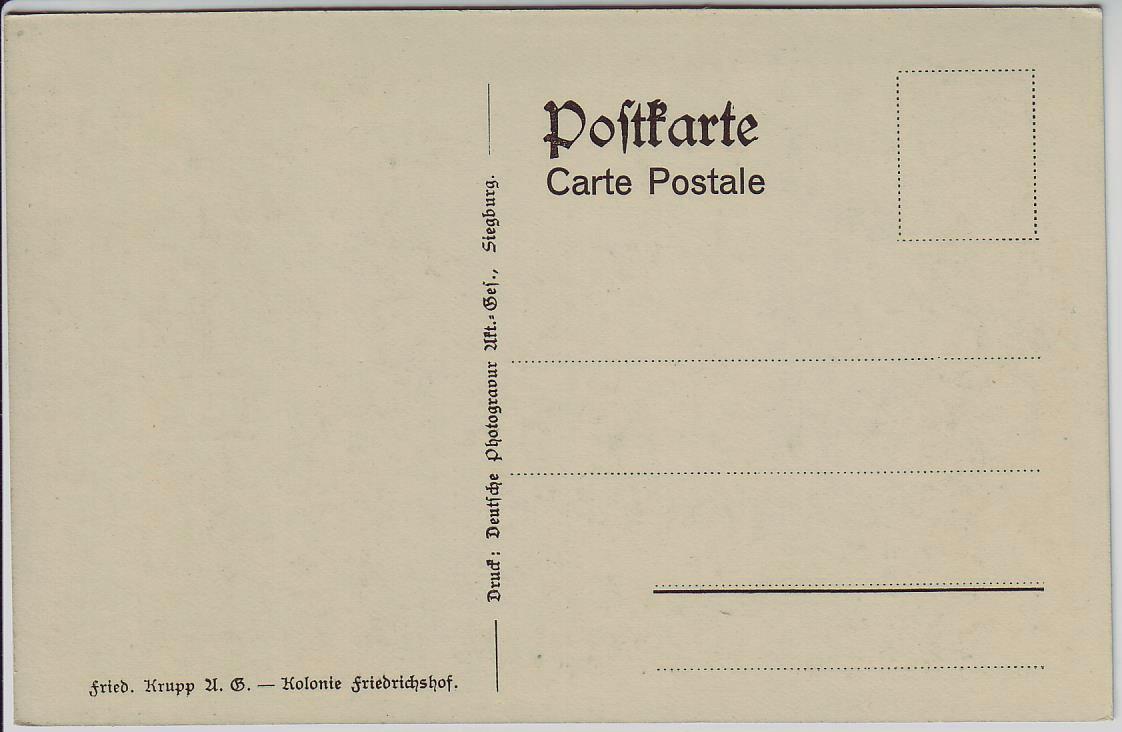 Poſtkarte
Carte Postale
Druck: Deutſche Photogravur Akt.-Geſ., Siegburg.
Fried. Krupp A. G. — Kolonie Friedrichshof.